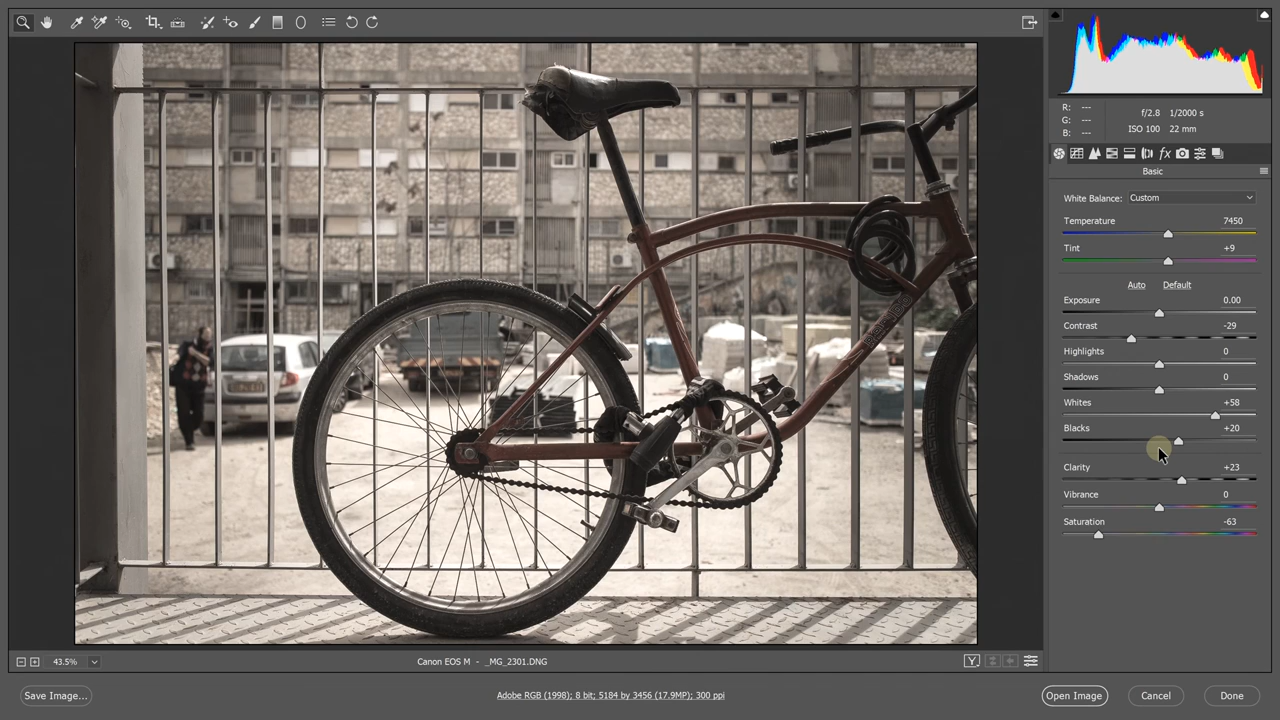 R: ---
G: ---
B: ---
f/2.8 1/2000 s
ISO 100 22 mm
fx
Basic
White Balance: Custom
Temperature 7450
Tint +9
Auto Default
Exposure 0.00
Contrast -29
Highlights 0
Shadows 0
Whites +58
Blacks +20
Clarity +23
Vibrance 0
Saturation -63
43.5%
Canon EOS M - _MG_2301.DNG
Y
Save Image...
Adobe RGB (1998); 8 bit; 5184 by 3456 (17.9MP); 300 ppi
Open Image
Cancel
Done